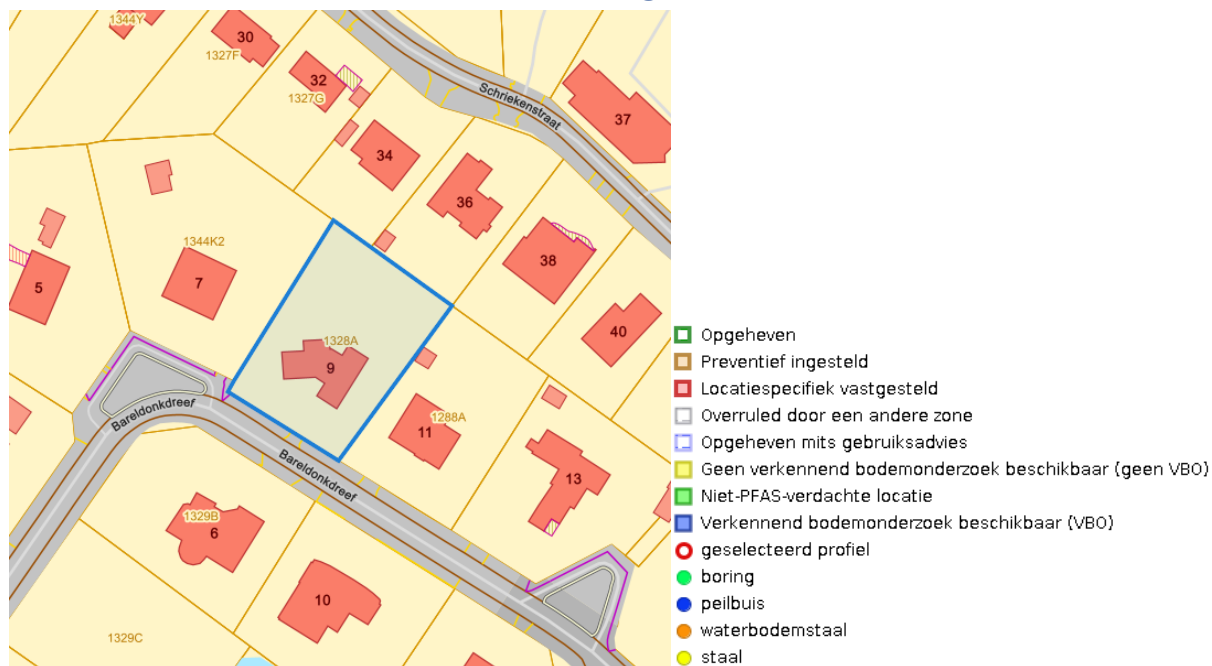 1344Y
30
1327F
32
1327G
Schriekenstraat
37
34
36
1344K2
38
7
5
40
1328A
9
Bareldonkdreef
1288A
11
Bareldonkdreef
13
1329B
6
10
1329C
Opgeheven
Preventief ingesteld
Locatiespecifiek vastgesteld
Overruled door een andere zone
Opgeheven mits gebruiksadvies
Geen verkennend bodemonderzoek beschikbaar (geen VBO)
Niet-PFAS-verdachte locatie
Verkennend bodemonderzoek beschikbaar (VBO)
geselecteerd profiel
boring
peilbuis
waterbodemstaal
staal